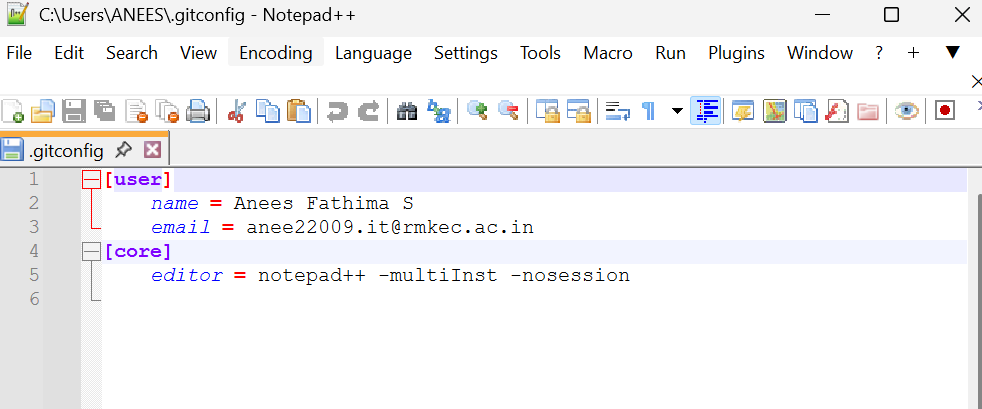 C:\Users\ANEES\.gitconfig - Notepad++
File Edit Search View Encoding Language Settings Tools Macro Run Plugins Window ? + ▼
.gitconfig
1 [user]
2 name = Anees Fathima S
3 email = anee22009.it@rmkec.ac.in
4 [core]
5 editor = notepad++ -multiInst -nosession
6